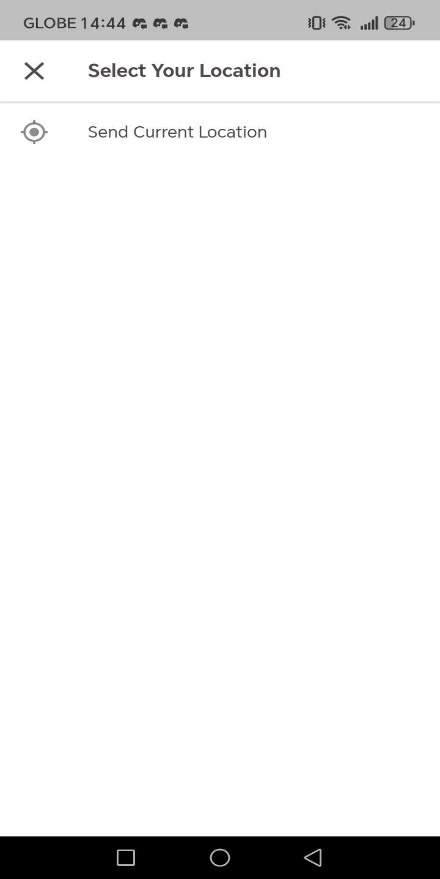 GLOBE 14:44
24
Select Your Location
Send Current Location